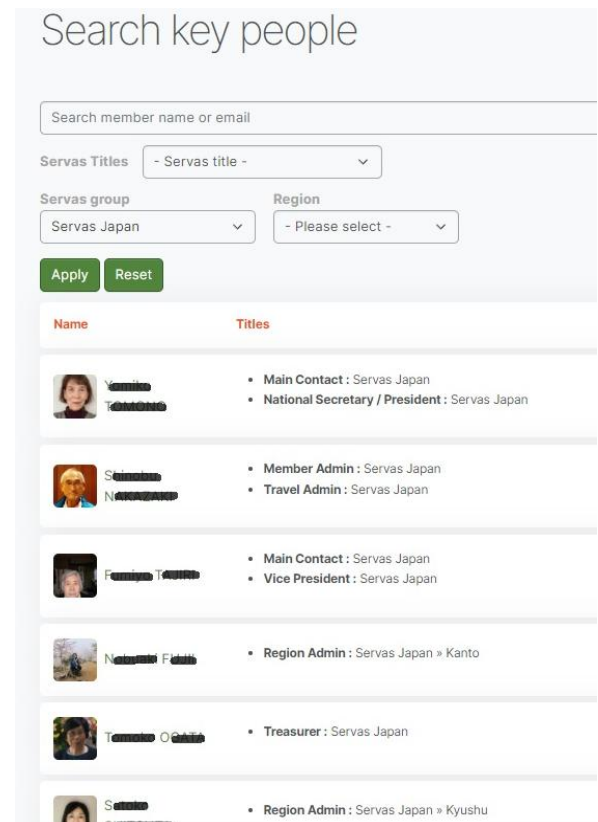 Search key people
Search member name or email
Servas Titles - Servas title -
Servas group Region
Servas Japan - Please select -
Apply Reset
Name Titles
• Main Contact : Servas Japan
• National Secretary / President : Servas Japan
• Member Admin : Servas Japan
• Travel Admin : Servas Japan
• Main Contact : Servas Japan
• Vice President : Servas Japan
• Region Admin : Servas Japan » Kanto
• Treasurer : Servas Japan
• Region Admin : Servas Japan » Kyushu